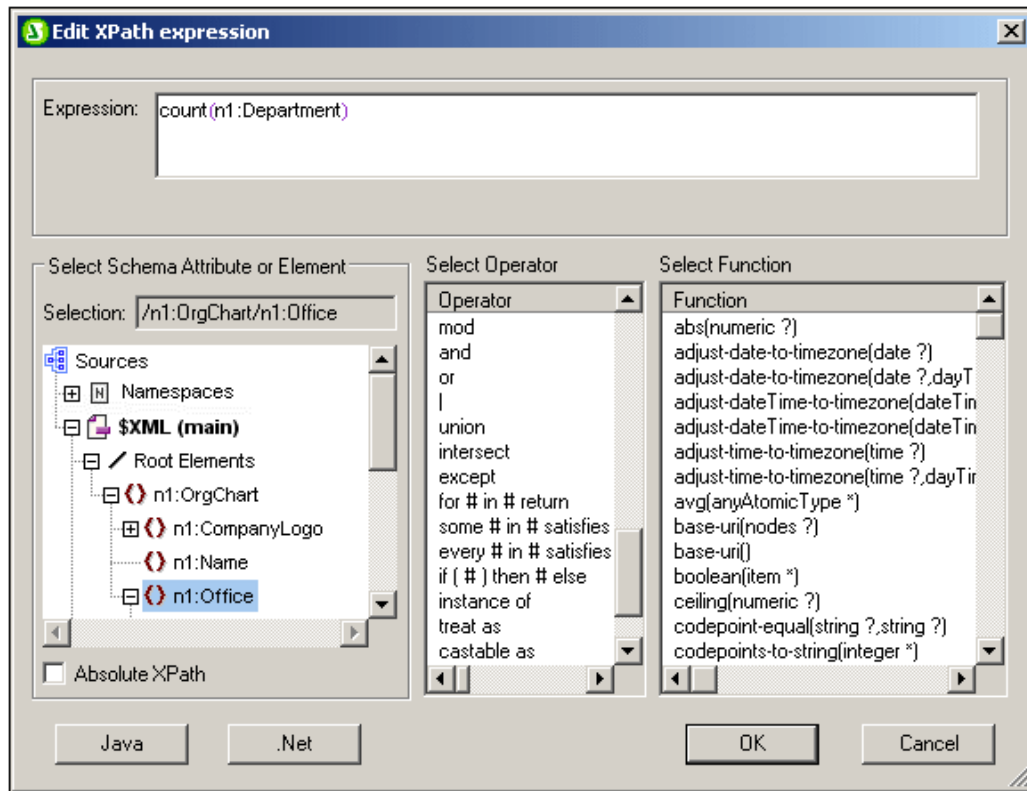 Edit XPath expression
Expression: count(n1:Department)
Select Schema Attribute or Element
Selection: /n1:OrgChart/n1:Office
Sources
N Namespaces
$XML (main)
Root Elements
n1:OrgChart
n1:CompanyLogo
n1:Name
n1:Office
Absolute XPath
Select Operator
Operator
mod
and
or
|
union
intersect
except
for # in # return
some # in # satisfies
every # in # satisfies
if ( # ) then # else
instance of
treat as
castable as
Select Function
Function
abs(numeric ?)
adjust-date-to-timezone(date ?)
adjust-date-to-timezone(date ?,dayT
adjust-dateTime-to-timezone(dateTin
adjust-dateTime-to-timezone(dateTin
adjust-time-to-timezone(time ?)
adjust-time-to-timezone(time ?,dayTir
avg(anyAtomicType *)
base-uri(nodes ?)
base-uri()
boolean(item *)
ceiling(numeric ?)
codepoint-equal(string ?,string ?)
codepoints-to-string(integer *)
Java .Net OK Cancel